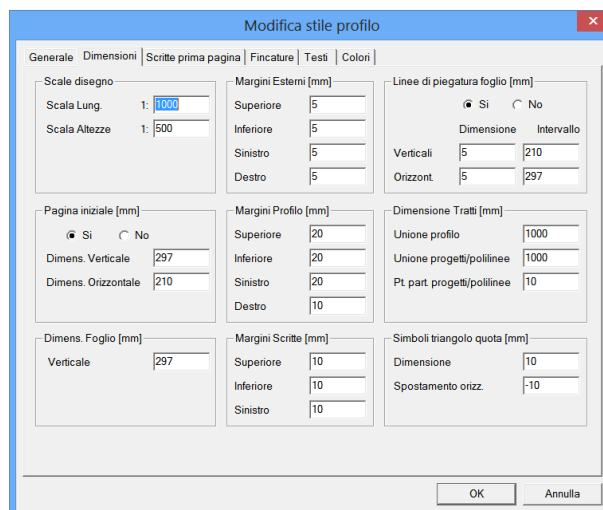 Modifica stile profilo
Generale Dimensioni Scritte prima pagina Fincature Testi Colori
Scale disegno
Scala Lung. 1: 1000
Scala Altezze 1: 500
Margini Esterni [mm]
Superiore 5
Inferiore 5
Sinistro 5
Destro 5
Linee di piegatura foglio [mm]
Si No
Dimensione Intervallo
Verticali 5 210
Orizzont. 5 297
Pagina iniziale [mm]
Si No
Dimens. Verticale 297
Dimens. Orizzontale 210
Margini Profilo [mm]
Superiore 20
Inferiore 20
Sinistro 20
Destro 10
Dimensione Tratti [mm]
Unione profilo 1000
Unione progetti/polilinee 1000
Pt. part. progetti/polilinee 10
Dimens. Foglio [mm]
Verticale 297
Margini Scritte [mm]
Superiore 10
Inferiore 10
Sinistro 10
Simboli triangolo quota [mm]
Dimensione 10
Spostamento orizz. -10
OK Annulla